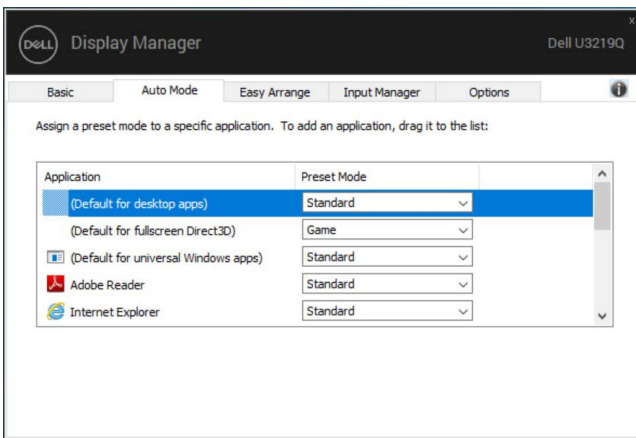 DELL
Display Manager
Dell U3219Q
x
Basic
Auto Mode
Easy Arrange
Input Manager
Options
i
Assign a preset mode to a specific application. To add an application, drag it to the list:
Application Preset Mode
(Default for desktop apps) Standard
(Default for fullscreen Direct3D) Game
(Default for universal Windows apps) Standard
Adobe Reader Standard
Internet Explorer Standard